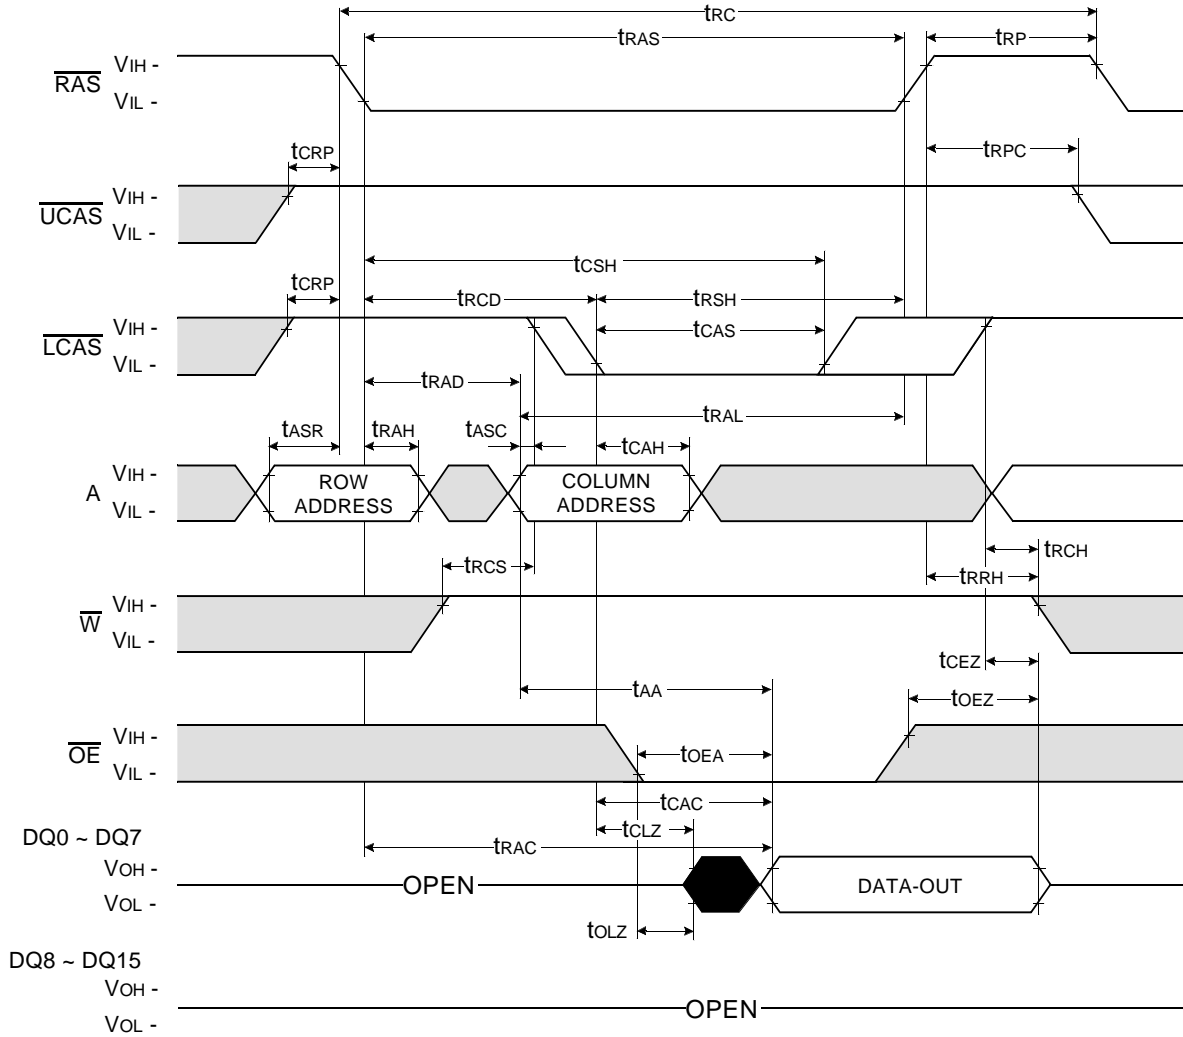 tRC
tRAS
tRP
RAS
VIH -
VIL -
tCRP
tRPC
UCAS
VIH -
VIL -
tCSH
tCRP
tRCD
tRSH
LCAS
VIH -
VIL -
tCAS
tRAD
tRAL
tASR
tRAH
tASC
tCAH
A
VIH -
VIL -
ROW
ADDRESS
COLUMN
ADDRESS
tRCS
tRCH
tRRH
W
VIH -
VIL -
tCEZ
tAA
tOEZ
OE
VIH -
VIL -
tOEA
tCAC
tCLZ
tRAC
DQ0 ~ DQ7
VOH -
VOL -
OPEN
DATA-OUT
tOLZ
DQ8 ~ DQ15
VOH -
VOL -
OPEN